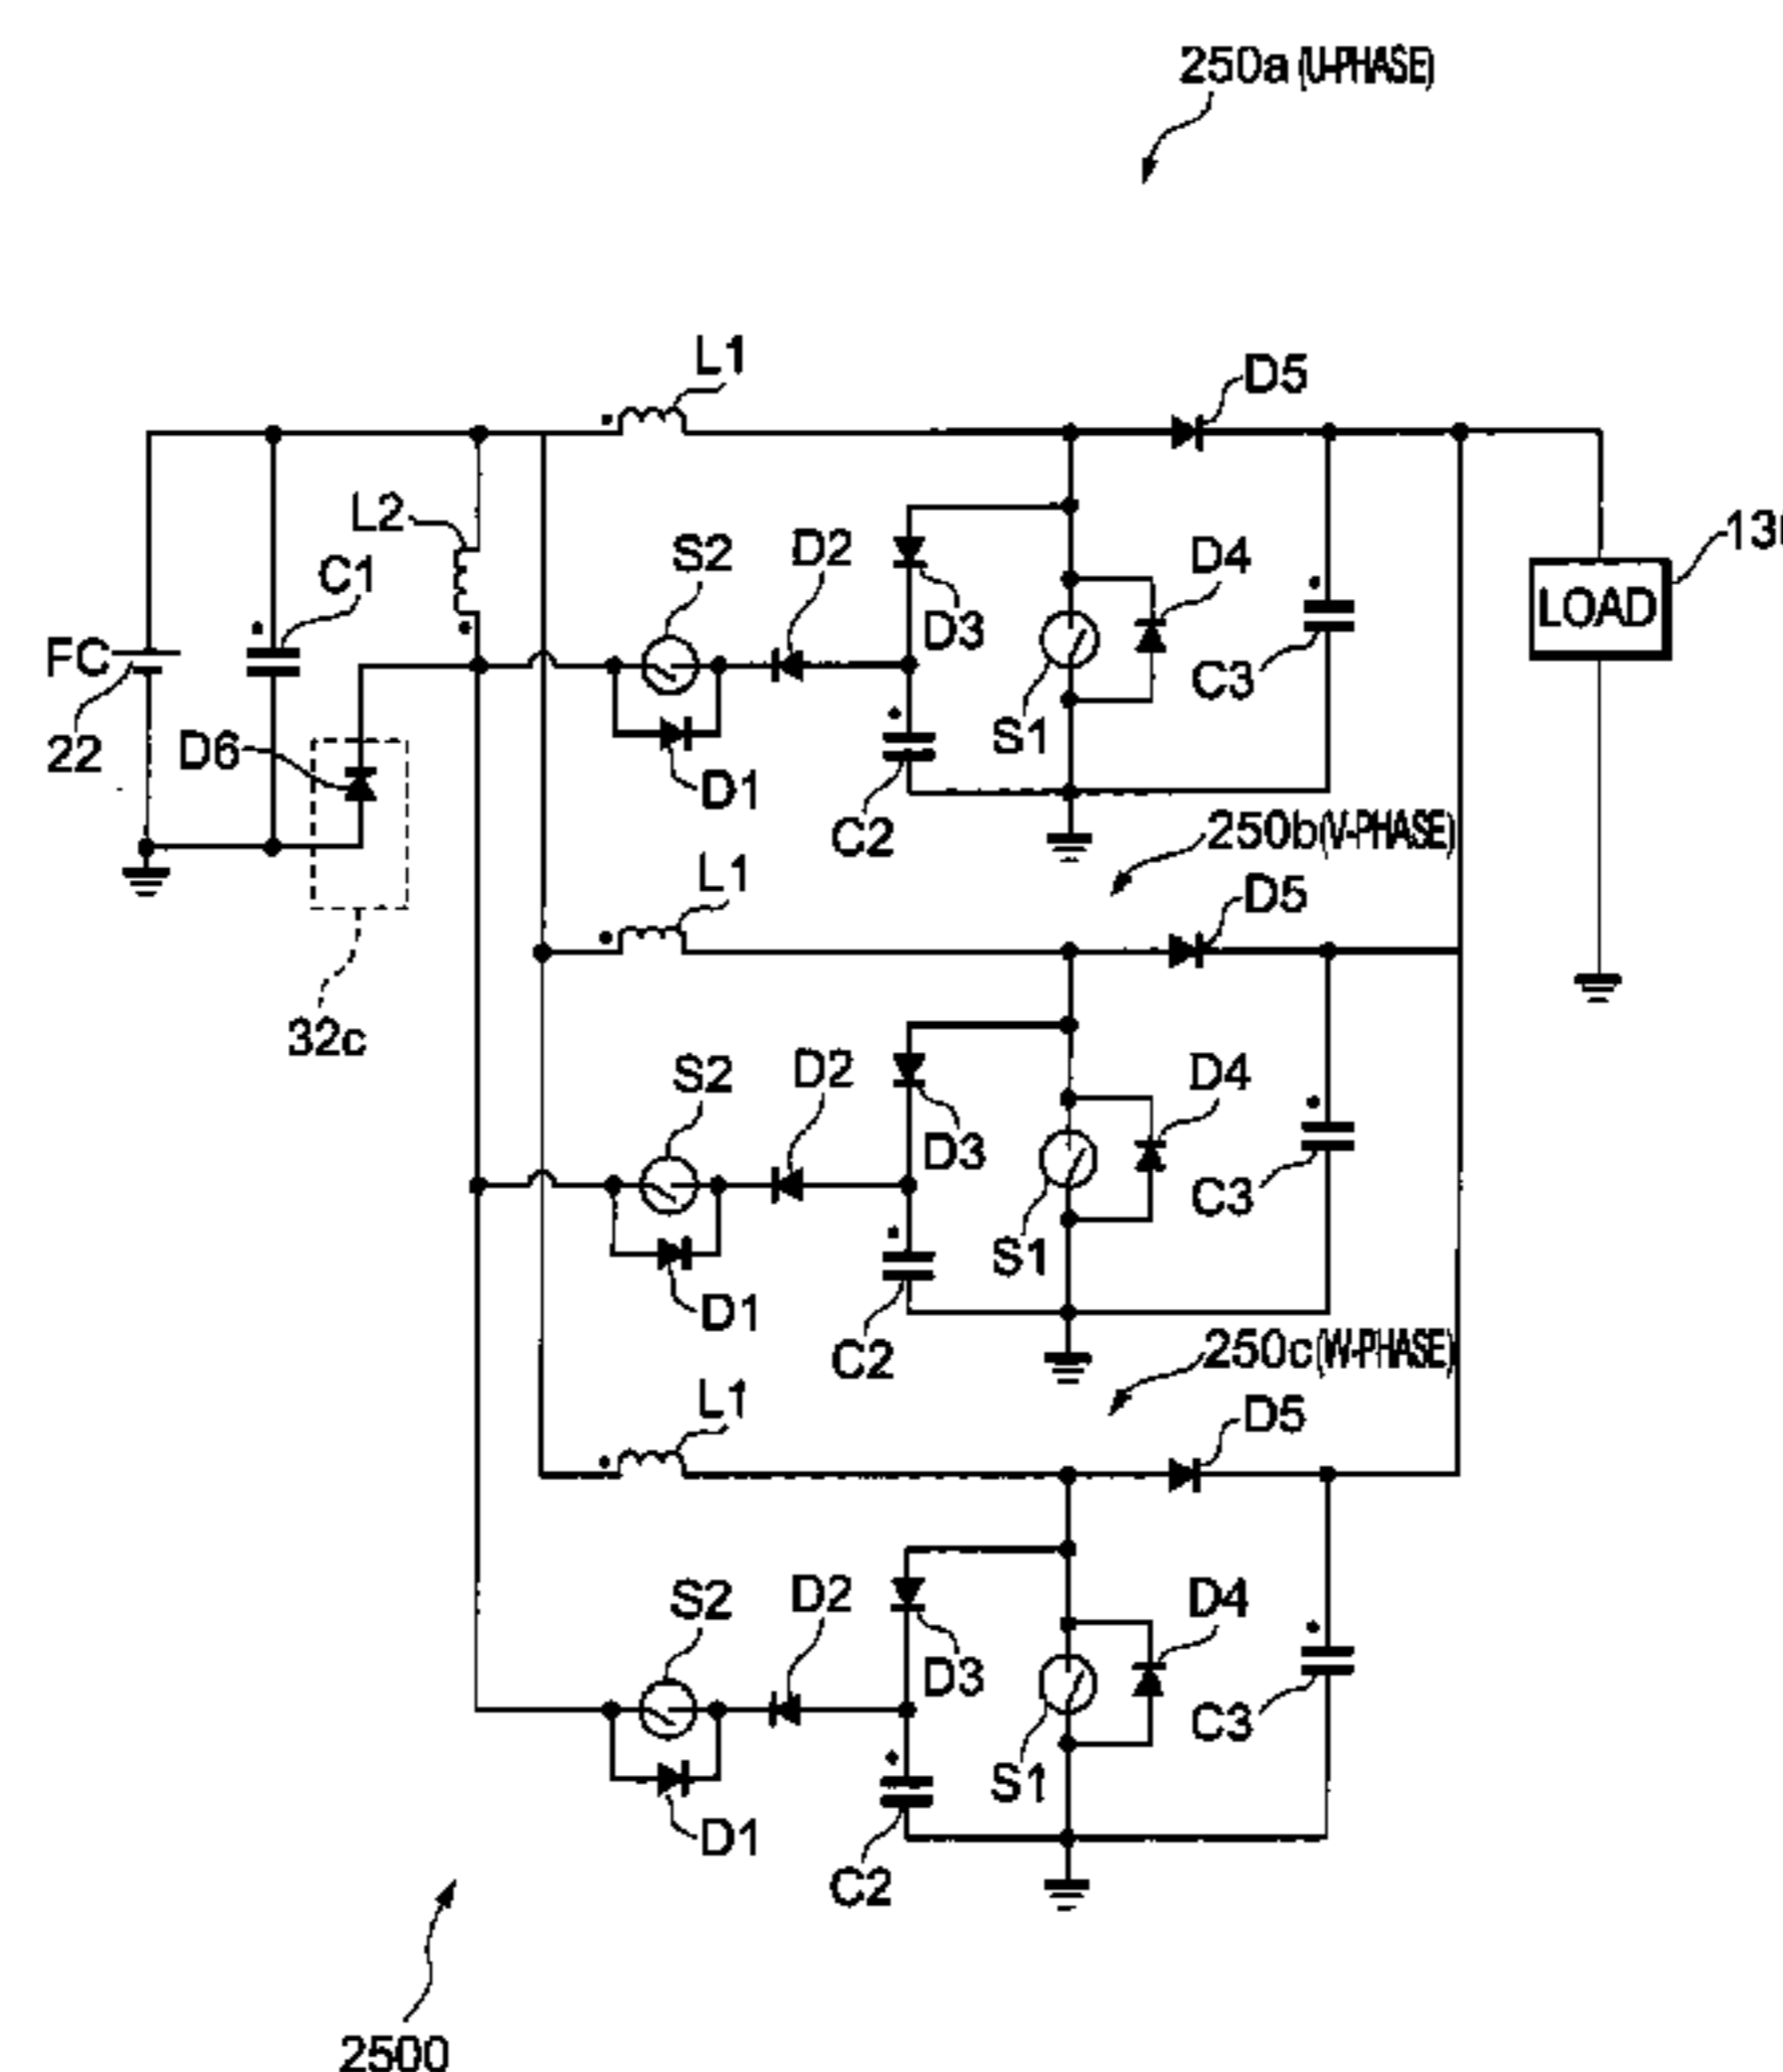 250a (U-PHASE)
L1
D5
L2
C1
S2
D2
D4
LOAD
FC
D3
C3
22
D6
S1
D1
C2
250b (V-PHASE)
L1
D5
32c
S2
D2
D4
D3
C3
S1
D1
C2
250c (W-PHASE)
L1
D5
S2
D2
D4
D3
C3
S1
D1
C2
2500